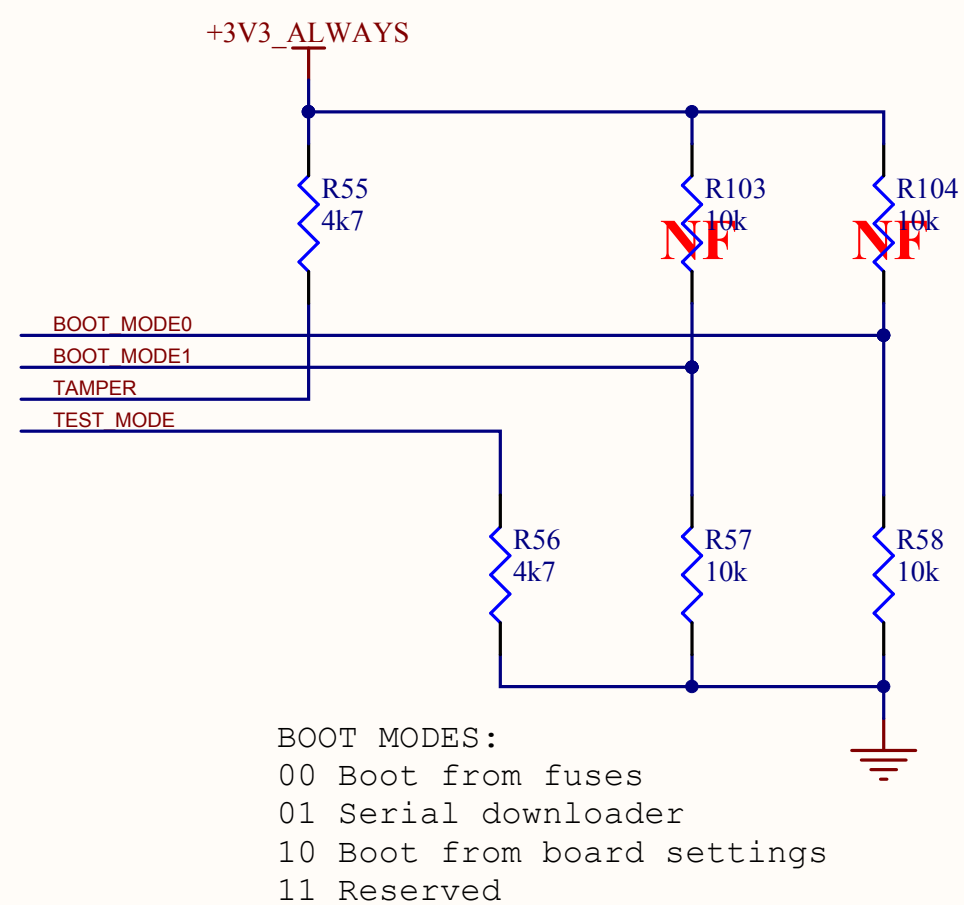 +3V3_ALWAYS
R55
4k7
R103
10k
NF
R104
10k
NF
BOOT_MODE0
BOOT_MODE1
TAMPER
TEST_MODE
R56
4k7
R57
10k
R58
10k
BOOT MODES:
00 Boot from fuses
01 Serial downloader
10 Boot from board settings
11 Reserved